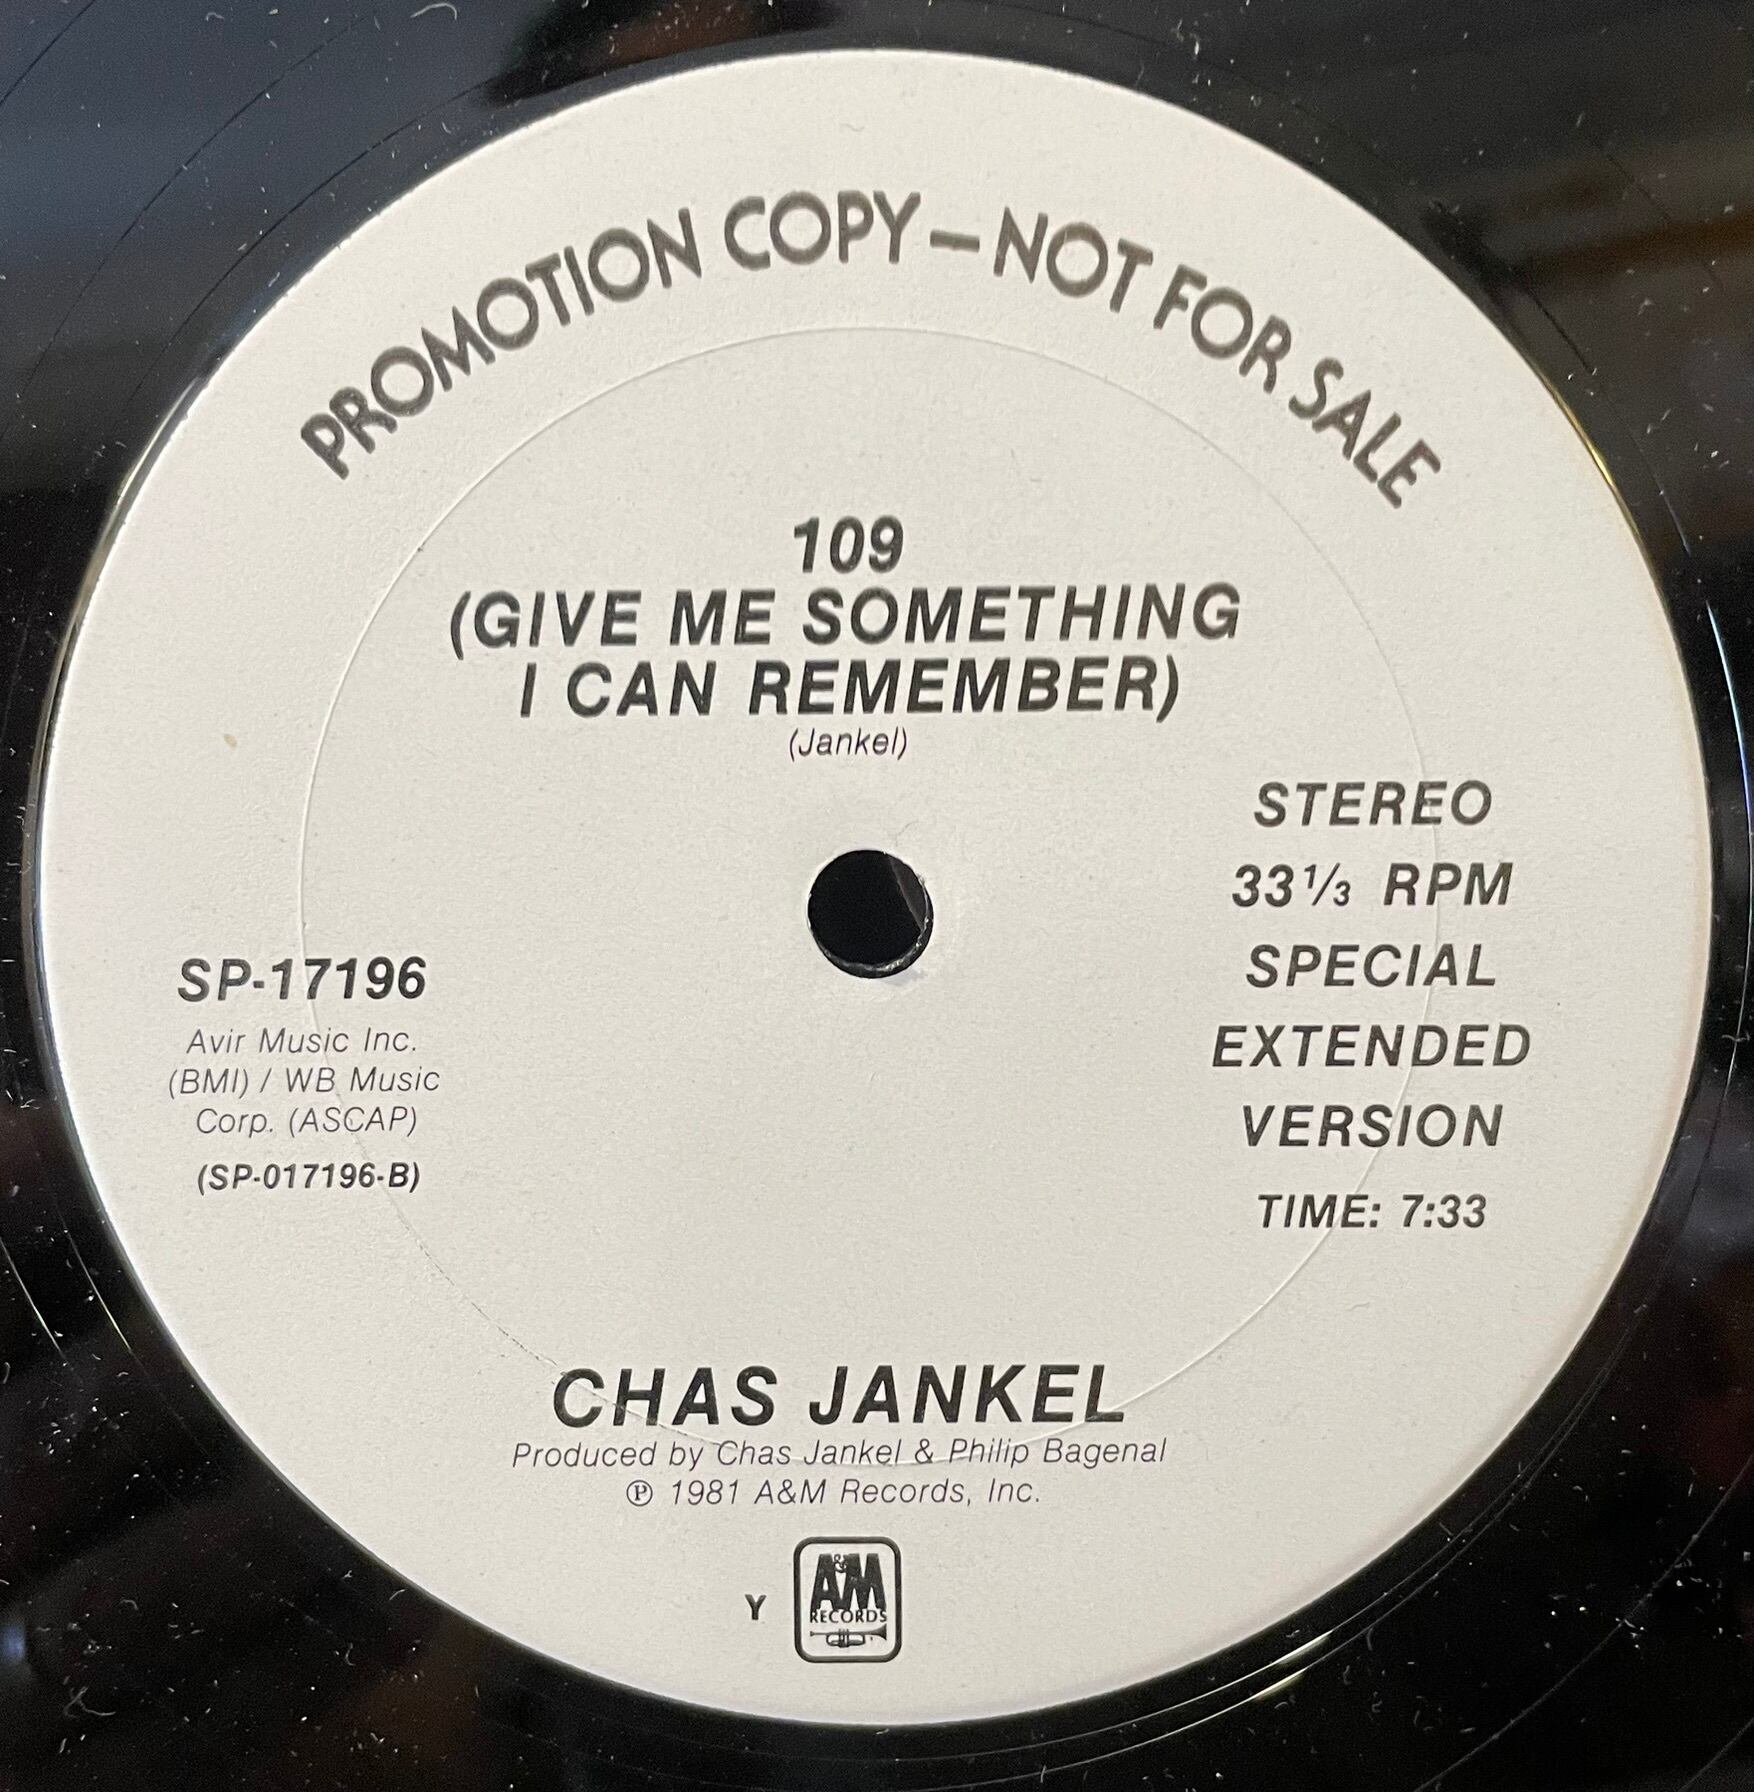 PROMOTION COPY—NOT FOR SALE
109
(GIVE ME SOMETHING
I CAN REMEMBER)
(Jankel)
STEREO
33⅓ RPM
SPECIAL
EXTENDED
VERSION
TIME: 7:33
SP-17196
Avir Music Inc.
(BMI) / WB Music
Corp. (ASCAP)
(SP-017196-B)
CHAS JANKEL
Produced by Chas Jankel & Philip Bagenal
℗ 1981 A&M Records, Inc.
Y
A&M
RECORDS